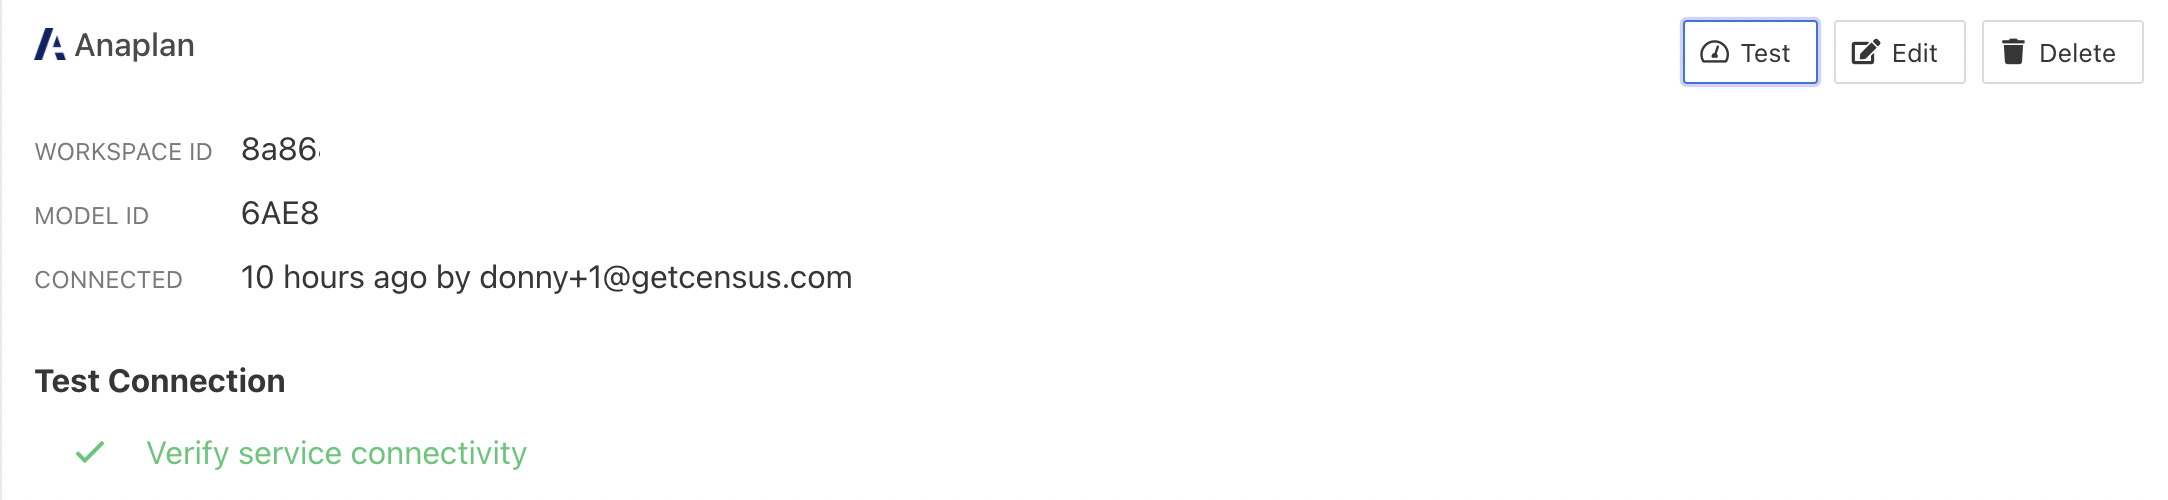 Anaplan
Test
Edit
Delete
WORKSPACE ID 8a86
MODEL ID 6AE8
CONNECTED 10 hours ago by donny+1@getcensus.com
Test Connection
Verify service connectivity